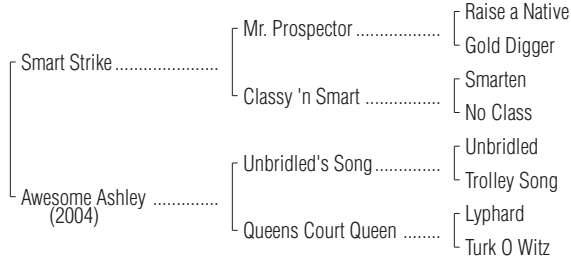 Raise a Native
Mr. Prospector ..................
Gold Digger
Smart Strike ......................
Smarten
Classy 'n Smart ................
No Class
Unbridled
Unbridled's Song ...............
Trolley Song
Awesome Ashley ..............
(2004)
Lyphard
Queens Court Queen ........
Turk O Witz